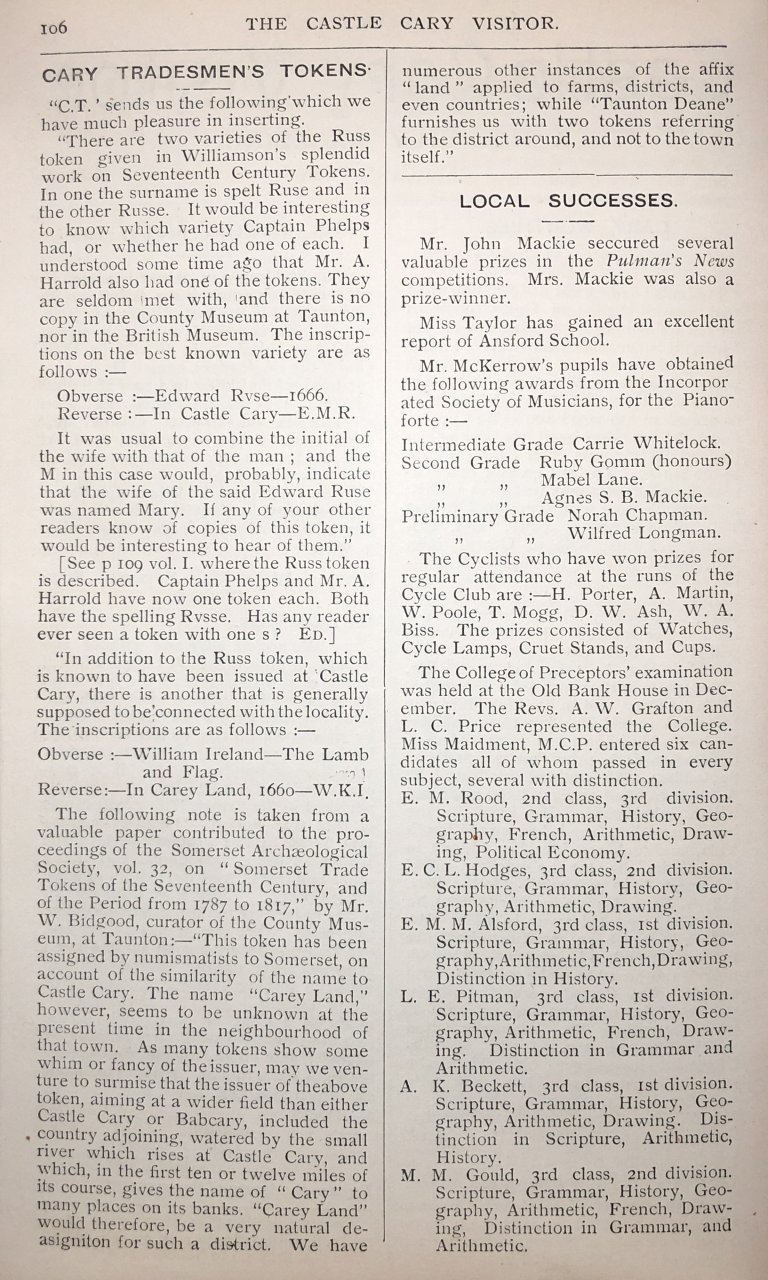 106
THE CASTLE CARY VISITOR.
CARY TRADESMEN'S TOKENS·
"C.T.' sends us the following which we
have much pleasure in inserting.
"There are two varieties of the Russ
token given in Williamson's splendid
work on Seventeenth Century Tokens.
In one the surname is spelt Ruse and in
the other Russe. It would be interesting
to know which variety Captain Phelps
had, or whether he had one of each. I
understood some time ago that Mr. A.
Harrold also had one of the tokens. They
are seldom met with, and there is no
copy in the County Museum at Taunton,
nor in the British Museum. The inscrip-
tions on the best known variety are as
follows :—
Obverse :—Edward Rvse—1666.
Reverse :—In Castle Cary—E.M.R.
It was usual to combine the initial of
the wife with that of the man ; and the
M in this case would, probably, indicate
that the wife of the said Edward Ruse
was named Mary. If any of your other
readers know of copies of this token, it
would be interesting to hear of them."
[See p 109 vol. I. where the Russ token
is described. Captain Phelps and Mr. A.
Harrold have now one token each. Both
have the spelling Rvsse. Has any reader
ever seen a token with one s ? ED.]
"In addition to the Russ token, which
is known to have been issued at Castle
Cary, there is another that is generally
supposed to be connected with the locality.
The inscriptions are as follows :—
Obverse :—William Ireland—The Lamb
and Flag.
Reverse:—In Carey Land, 1660—W.K.I.
The following note is taken from a
valuable paper contributed to the pro-
ceedings of the Somerset Archæological
Society, vol. 32, on " Somerset Trade
Tokens of the Seventeenth Century, and
of the Period from 1787 to 1817," by Mr.
W. Bidgood, curator of the County Mus-
eum, at Taunton:—"This token has been
assigned by numismatists to Somerset, on
account of the similarity of the name to
Castle Cary. The name "Carey Land,"
however, seems to be unknown at the
present time in the neighbourhood of
that town. As many tokens show some
whim or fancy of the issuer, may we ven-
ture to surmise that the issuer of theabove
token, aiming at a wider field than either
Castle Cary or Babcary, included the
country adjoining, watered by the small
river which rises at Castle Cary, and
which, in the first ten or twelve miles of
its course, gives the name of " Cary " to
many places on its banks. "Carey Land"
would therefore, be a very natural de-
asigniton for such a district. We have
numerous other instances of the affix
" land " applied to farms, districts, and
even countries; while "Taunton Deane"
furnishes us with two tokens referring
to the district around, and not to the town
itself."
LOCAL SUCCESSES.
Mr. John Mackie seccured several
valuable prizes in the Pulman's News
competitions. Mrs. Mackie was also a
prize-winner.
Miss Taylor has gained an excellent
report of Ansford School.
Mr. McKerrow's pupils have obtained
the following awards from the Incorpor
ated Society of Musicians, for the Piano-
forte :—
Intermediate Grade Carrie Whitelock.
Second Grade Ruby Gomm (honours)
" " Mabel Lane.
" " Agnes S. B. Mackie.
Preliminary Grade Norah Chapman.
" " Wilfred Longman.
The Cyclists who have won prizes for
regular attendance at the runs of the
Cycle Club are :—H. Porter, A. Martin,
W. Poole, T. Mogg, D. W. Ash, W. A.
Biss. The prizes consisted of Watches,
Cycle Lamps, Cruet Stands, and Cups.
The College of Preceptors' examination
was held at the Old Bank House in Dec-
ember. The Revs. A. W. Grafton and
L. C. Price represented the College.
Miss Maidment, M.C.P. entered six can-
didates all of whom passed in every
subject, several with distinction.
E. M. Rood, 2nd class, 3rd division.
Scripture, Grammar, History, Geo-
graphy, French, Arithmetic, Draw-
ing, Political Economy.
E. C. L. Hodges, 3rd class, 2nd division.
Scripture, Grammar, History, Geo-
graphy, Arithmetic, Drawing.
E. M. M. Alsford, 3rd class, 1st division.
Scripture, Grammar, History, Geo-
graphy,Arithmetic,French,Drawing,
Distinction in History.
L. E. Pitman, 3rd class, 1st division.
Scripture, Grammar, History, Geo-
graphy, Arithmetic, French, Draw-
ing. Distinction in Grammar and
Arithmetic.
A. K. Beckett, 3rd class, 1st division.
Scripture, Grammar, History, Geo-
graphy, Arithmetic, Drawing. Dis-
tinction in Scripture, Arithmetic,
History.
M. M. Gould, 3rd class, 2nd division.
Scripture, Grammar, History, Geo-
graphy, Arithmetic, French, Draw-
ing, Distinction in Grammar, and
Arithmetic.